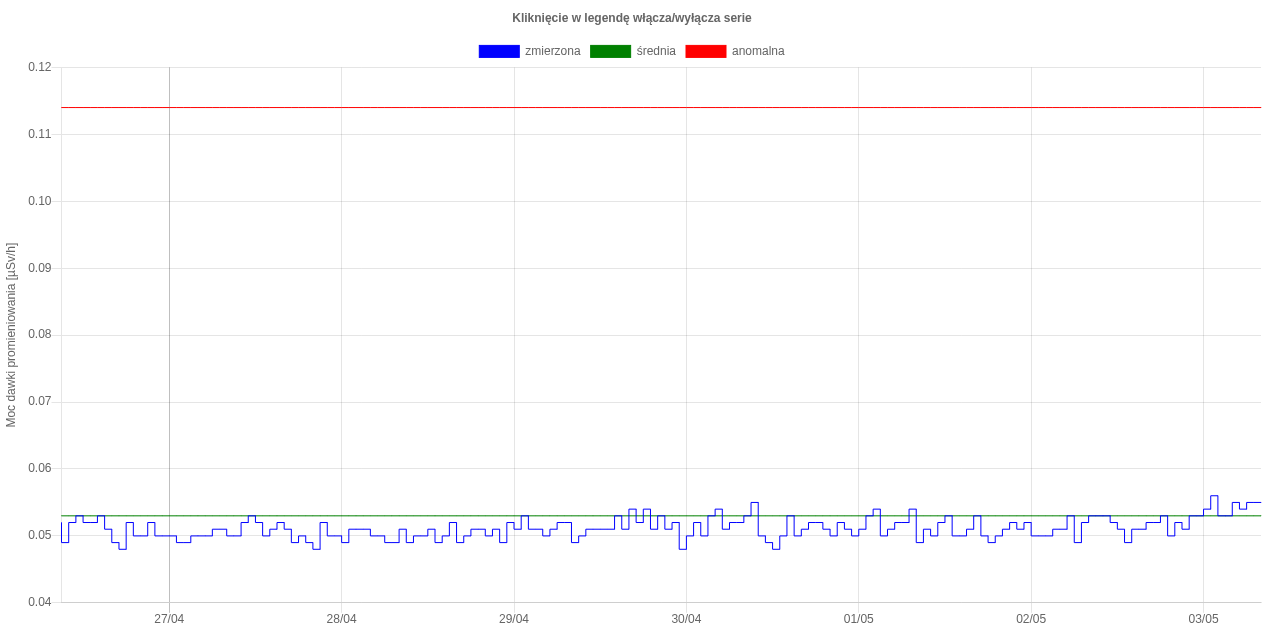 Kliknięcie w legendę włącza/wyłącza serie
zmierzona średnia anomalna
Moc dawki promieniowania [µSv/h]
0.12
0.11
0.10
0.09
0.08
0.07
0.06
0.05
0.04
27/04 28/04 29/04 30/04 01/05 02/05 03/05